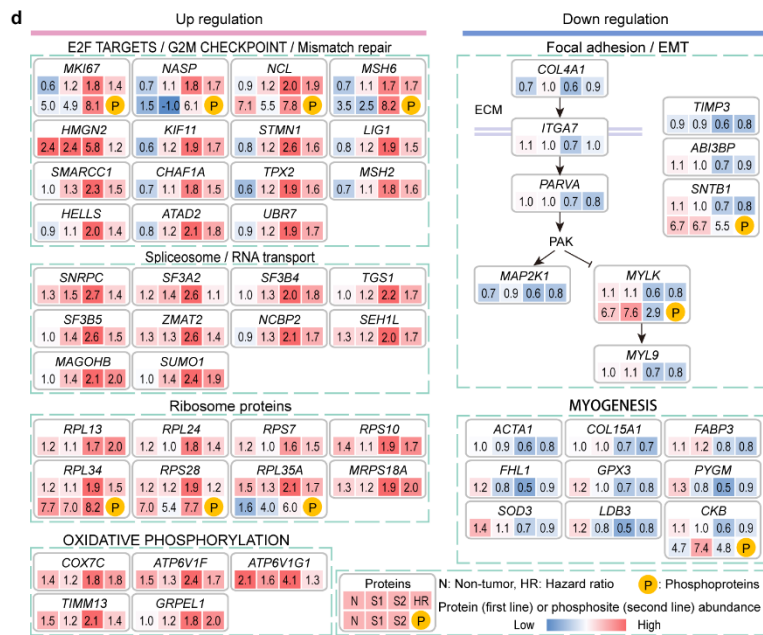 d
Up regulation
Down regulation
E2F TARGETS / G2M CHECKPOINT / Mismatch repair
MKI67 NASP NCL MSH6
0.6 1.2 1.8 1.4 0.7 1.1 1.8 1.7 0.9 1.2 2.0 1.9 0.7 1.1 1.7 1.7
5.0 4.9 8.1 P 1.5 -1.0 6.1 P 7.1 5.5 7.8 P 3.5 2.5 8.2 P
HMGN2 KIF11 STMN1 LIG1
2.4 2.4 5.8 1.2 0.6 1.2 1.9 1.7 0.8 1.2 2.6 1.6 0.8 1.2 1.9 1.5
SMARCC1 CHAF1A TPX2 MSH2
1.0 1.3 2.3 1.5 0.7 1.1 1.8 1.5 0.6 1.2 1.9 1.6 0.7 1.1 1.8 1.6
HELLS ATAD2 UBR7
0.9 1.1 2.0 1.4 0.8 1.2 2.1 1.8 0.9 1.2 1.9 1.7
Spliceosome / RNA transport
SNRPC SF3A2 SF3B4 TGS1
1.3 1.5 2.7 1.4 1.2 1.4 2.6 1.1 1.0 1.3 2.0 1.8 1.0 1.2 2.2 1.7
SF3B5 ZMAT2 NCBP2 SEH1L
1.0 1.4 2.6 1.5 1.3 1.3 2.6 1.4 0.9 1.3 2.1 1.7 1.3 1.2 2.0 1.7
MAGOHB SUMO1
1.0 1.4 2.1 2.0 1.0 1.4 2.4 1.9
Ribosome proteins
RPL13 RPL24 RPS7 RPS10
1.2 1.1 1.7 2.0 1.2 1.0 1.8 1.4 1.2 1.0 1.6 1.5 1.4 1.1 1.9 1.7
RPL34 RPS28 RPL35A MRPS18A
1.2 1.1 1.9 1.5 1.2 1.2 1.9 1.2 1.5 1.3 2.1 1.7 1.3 1.2 1.9 2.0
7.7 7.0 8.2 P 7.0 5.4 7.7 P 1.6 4.0 6.0 P
OXIDATIVE PHOSPHORYLATION
COX7C ATP6V1F ATP6V1G1
1.4 1.2 1.8 1.8 1.5 1.3 2.4 1.7 2.1 1.6 4.1 1.3
TIMM13 GRPEL1
1.5 1.2 2.1 1.4 1.0 1.2 1.8 2.0
Focal adhesion / EMT
COL4A1
0.7 1.0 0.6 0.9
ECM
TIMP3
0.9 0.9 0.6 0.8
ITGA7
1.1 1.0 0.7 1.0
ABI3BP
1.1 1.0 0.7 0.9
PARVA
1.0 1.0 0.7 0.8
SNTB1
1.1 1.0 0.7 0.8
6.7 6.7 5.5 P
PAK
MAP2K1
0.7 0.9 0.6 0.8
MYLK
1.1 1.1 0.6 0.8
6.7 7.6 2.9 P
MYL9
1.0 1.1 0.7 0.8
MYOGENESIS
ACTA1 COL15A1 FABP3
1.0 0.9 0.6 0.8 1.0 1.0 0.7 0.7 1.1 1.2 0.8 0.8
FHL1 GPX3 PYGM
1.2 0.8 0.5 0.9 1.2 1.0 0.7 0.8 1.3 0.8 0.5 0.9
SOD3 LDB3 CKB
1.4 1.1 0.7 0.9 1.2 0.8 0.5 0.8 1.1 1.0 0.6 0.9
4.7 7.4 4.8 P
Proteins
N S1 S2 HR
N S1 S2 P
N: Non-tumor, HR: Hazard ratio P : Phosphoproteins
Protein (first line) or phosphosite (second line) abundance
Low High